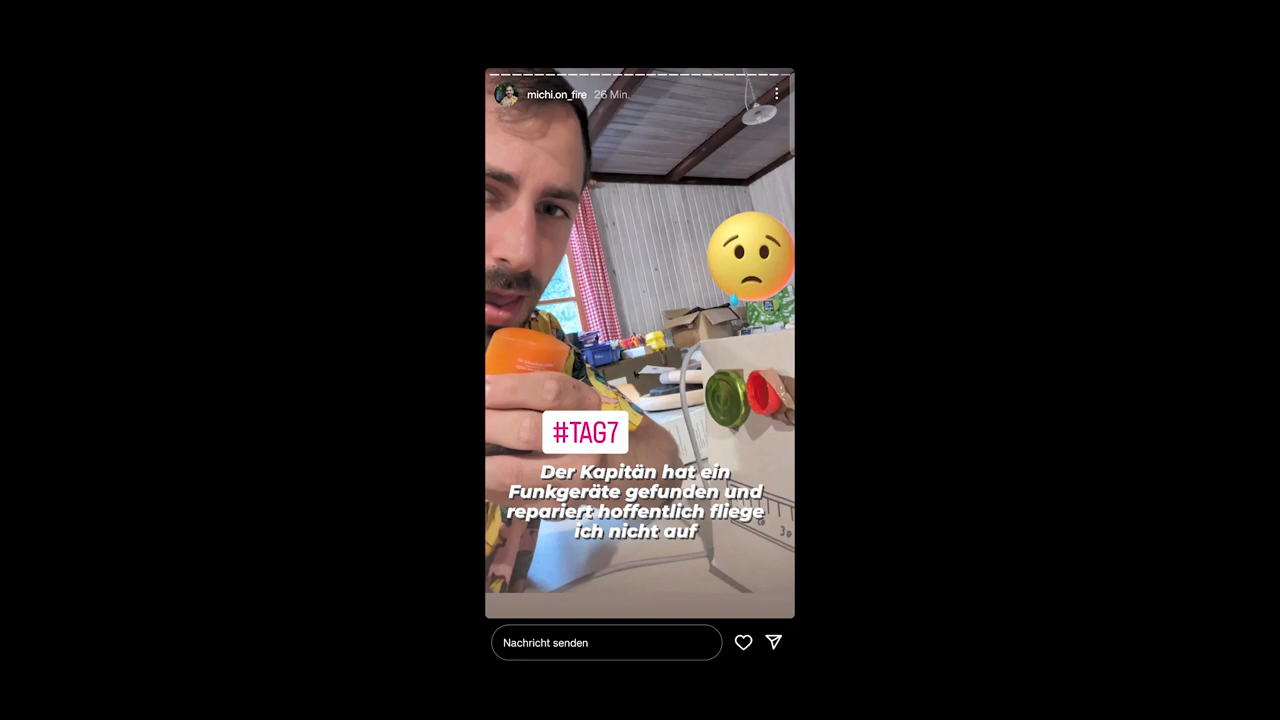 michi.on_fire 26 Min.
#TAG7
Der Kapitän hat ein
Funkgeräte gefunden und
repariert hoffentlich fliege
ich nicht auf
Nachricht senden